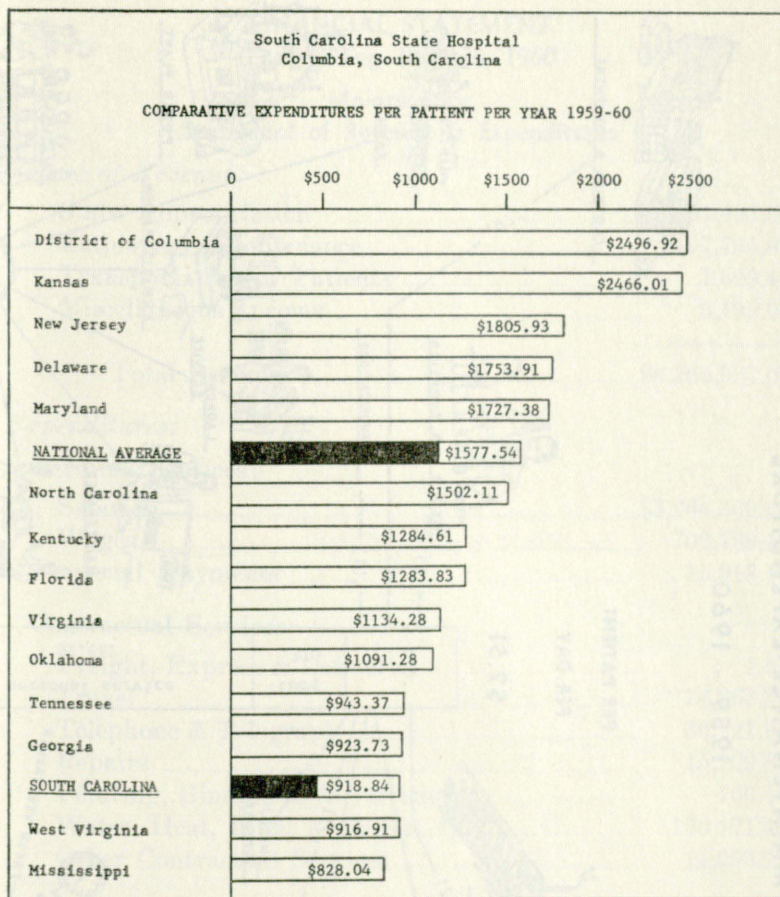 South Carolina State Hospital
Columbia, South Carolina
COMPARATIVE EXPENDITURES PER PATIENT PER YEAR 1959-60
0 $500 $1000 $1500 $2000 $2500
District of Columbia $2496.92
Kansas $2466.01
New Jersey $1805.93
Delaware $1753.91
Maryland $1727.38
NATIONAL AVERAGE $1577.54
North Carolina $1502.11
Kentucky $1284.61
Florida $1283.83
Virginia $1134.28
Oklahoma $1091.28
Tennessee $943.37
Georgia $923.73
SOUTH CAROLINA $918.84
West Virginia $916.91
Mississippi $828.04